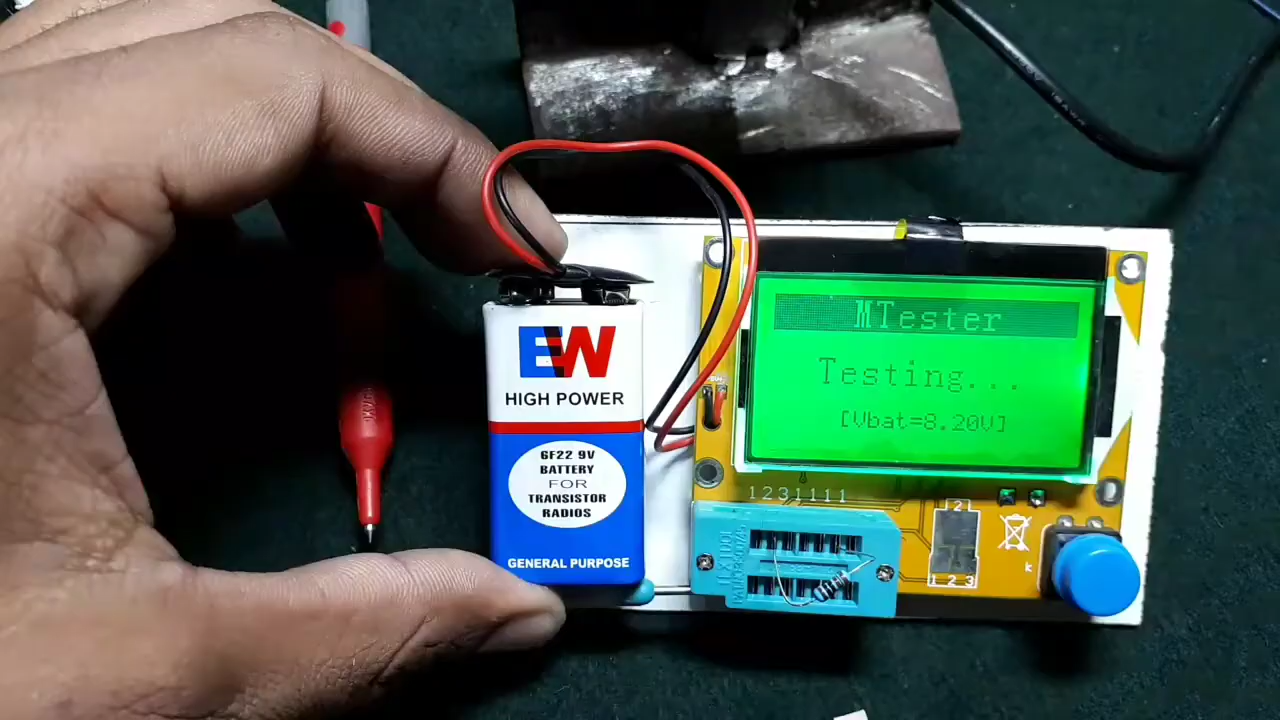 EW
HIGH POWER
6F22 9V
BATTERY
FOR
TRANSISTOR
RADIOS
GENERAL PURPOSE
MTester
Testing...
[Vbat=8.20V]
1231111
2
1 2 3
k